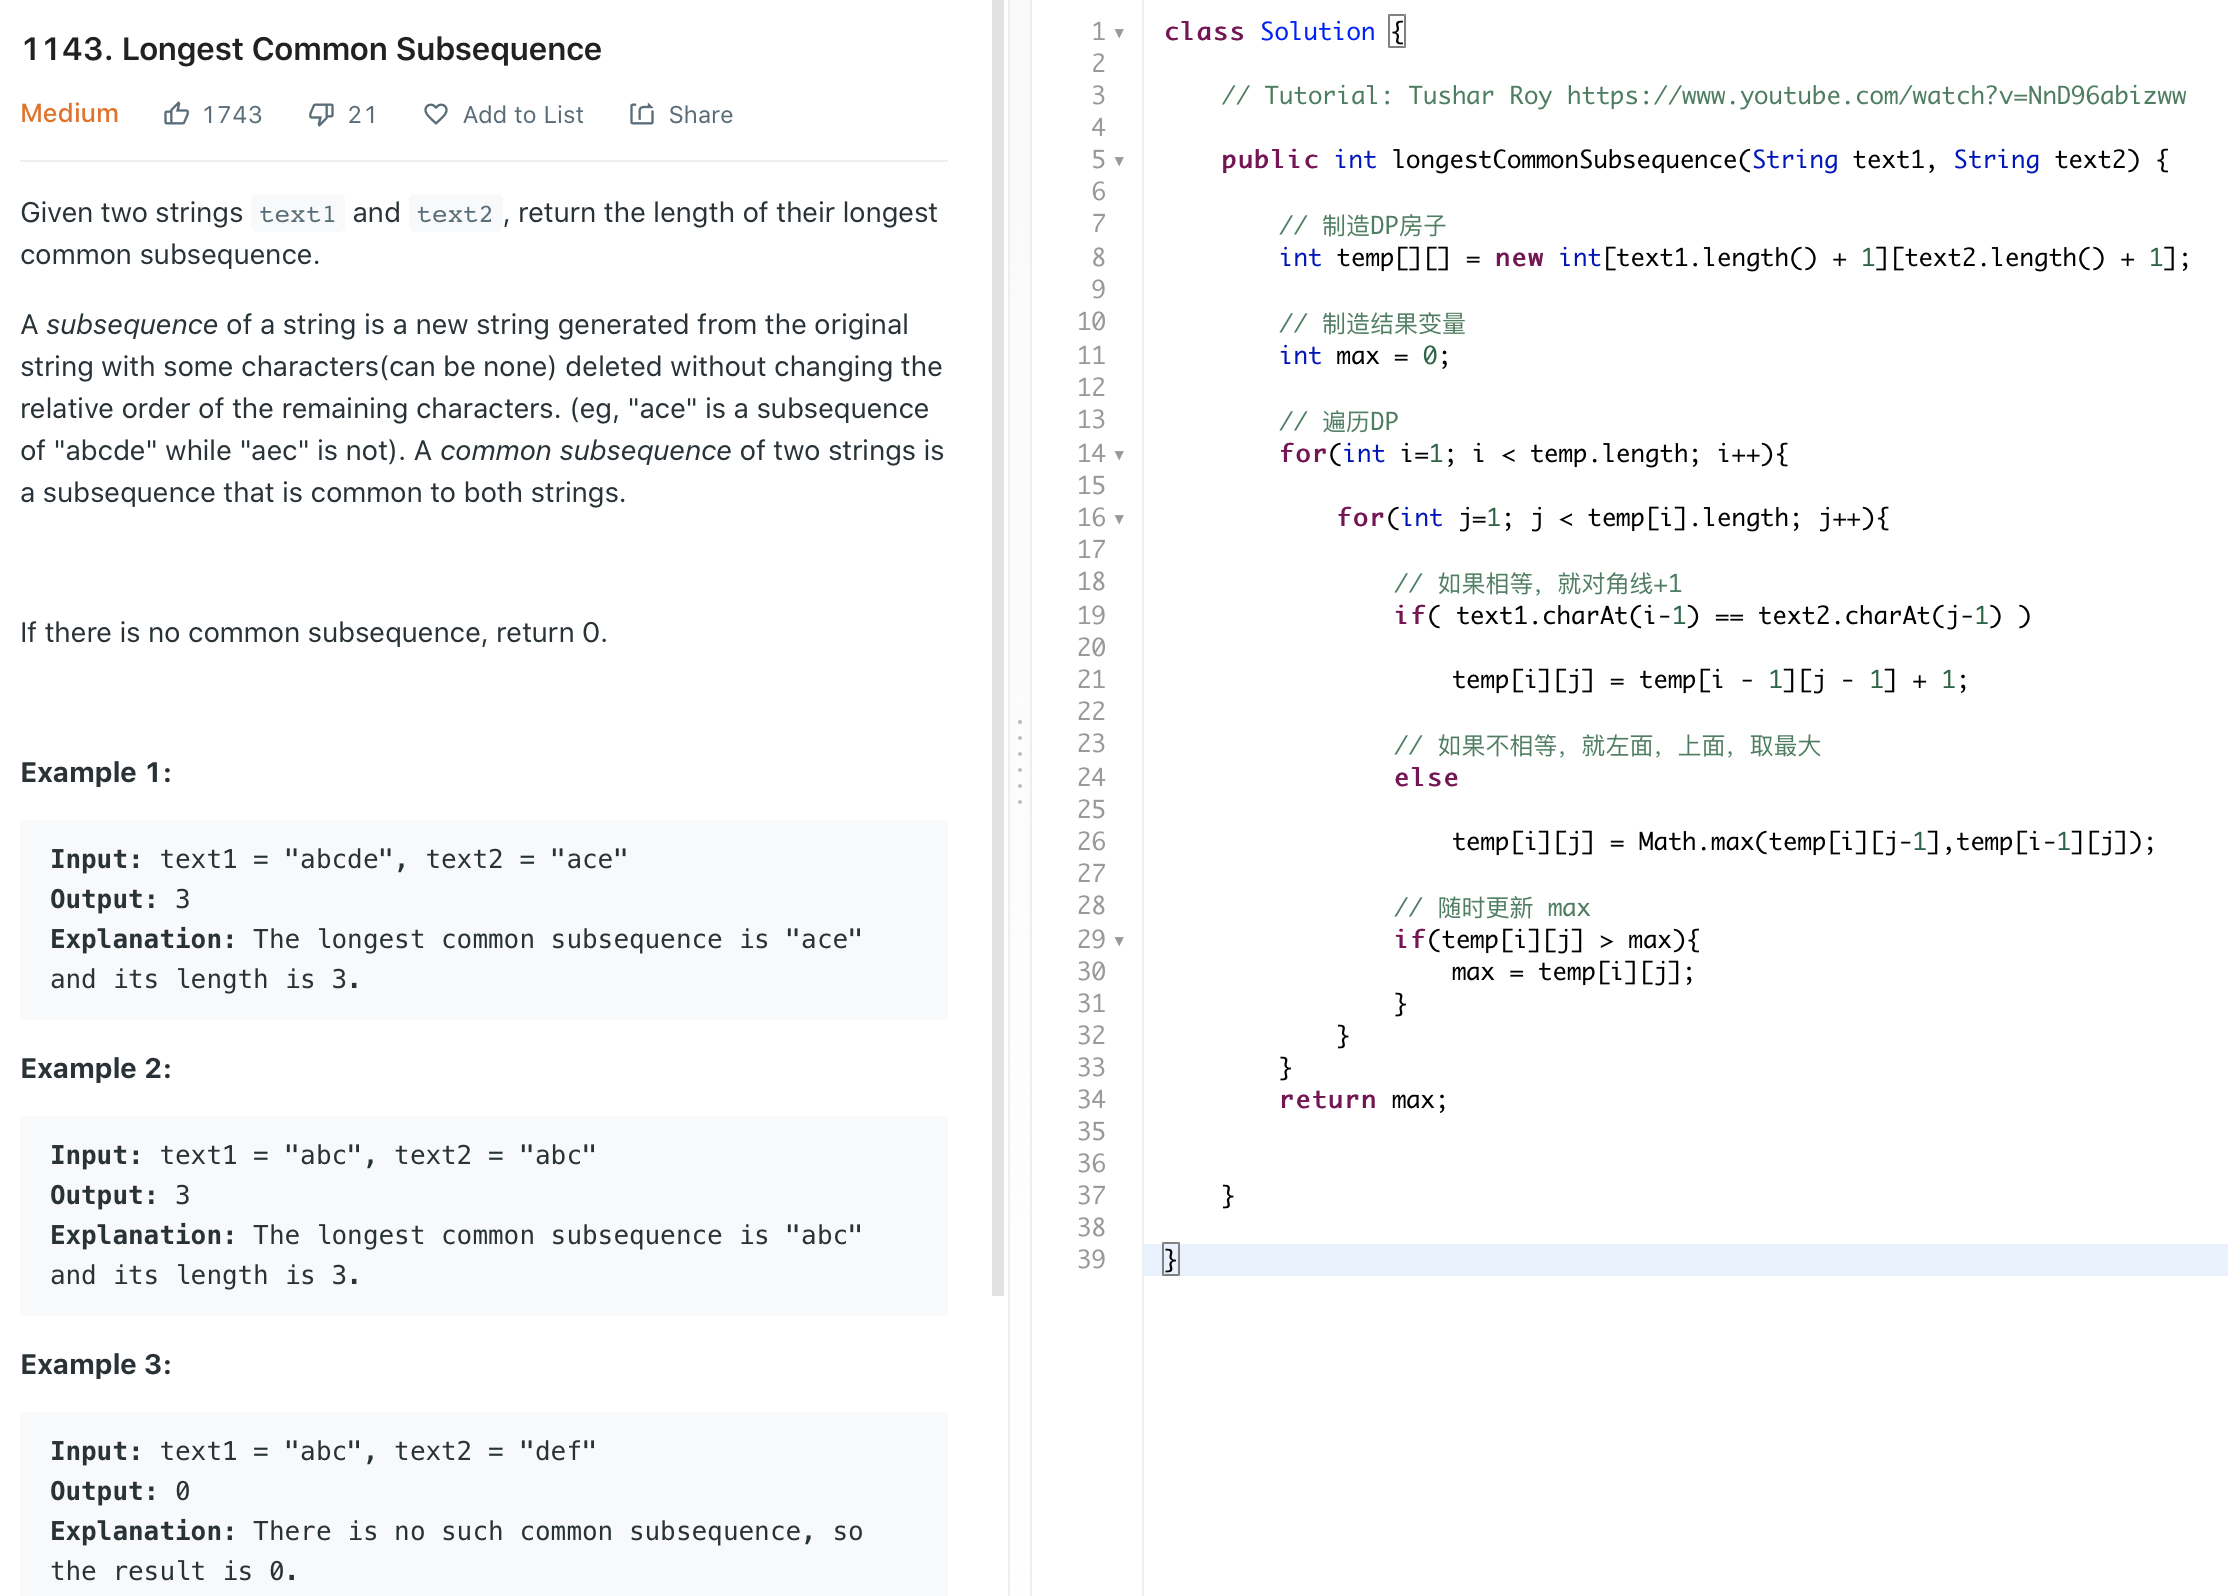 1143. Longest Common Subsequence
Medium 1743 21 Add to List Share
Given two strings text1 and text2, return the length of their longest
common subsequence.
A subsequence of a string is a new string generated from the original
string with some characters(can be none) deleted without changing the
relative order of the remaining characters. (eg, "ace" is a subsequence
of "abcde" while "aec" is not). A common subsequence of two strings is
a subsequence that is common to both strings.
If there is no common subsequence, return 0.
Example 1:
Input: text1 = "abcde", text2 = "ace"
Output: 3
Explanation: The longest common subsequence is "ace"
and its length is 3.
Example 2:
Input: text1 = "abc", text2 = "abc"
Output: 3
Explanation: The longest common subsequence is "abc"
and its length is 3.
Example 3:
Input: text1 = "abc", text2 = "def"
Output: 0
Explanation: There is no such common subsequence, so
the result is 0.
1 class Solution {
2
3 // Tutorial: Tushar Roy https://www.youtube.com/watch?v=NnD96abizww
4
5 public int longestCommonSubsequence(String text1, String text2) {
6
7 // 制造DP房子
8 int temp[][] = new int[text1.length() + 1][text2.length() + 1];
9
10 // 制造结果变量
11 int max = 0;
12
13 // 遍历DP
14 for(int i=1; i < temp.length; i++){
15
16 for(int j=1; j < temp[i].length; j++){
17
18 // 如果相等，就对角线+1
19 if( text1.charAt(i-1) == text2.charAt(j-1) )
20
21 temp[i][j] = temp[i - 1][j - 1] + 1;
22
23 // 如果不相等，就左面，上面，取最大
24 else
25
26 temp[i][j] = Math.max(temp[i][j-1],temp[i-1][j]);
27
28 // 随时更新 max
29 if(temp[i][j] > max){
30 max = temp[i][j];
31 }
32 }
33 }
34 return max;
35
36
37 }
38
39 }